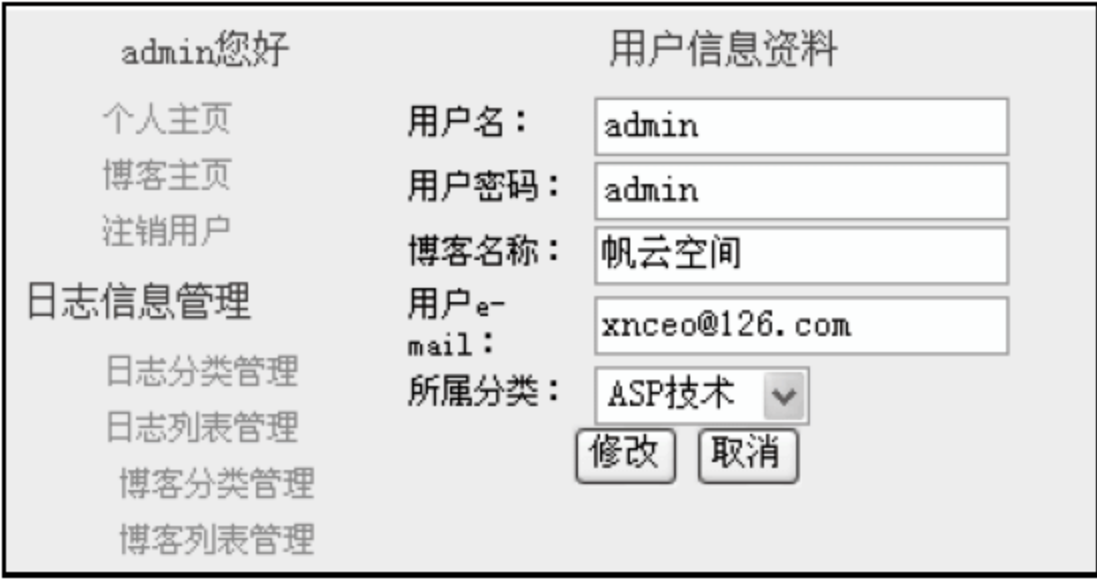 admin您好
个人主页
博客主页
注销用户
日志信息管理
日志分类管理
日志列表管理
博客分类管理
博客列表管理
用户信息资料
用户名： admin
用户密码： admin
博客名称： 帆云空间
用户e-
mail： xnceo@126.com
所属分类： ASP技术
修改 取消